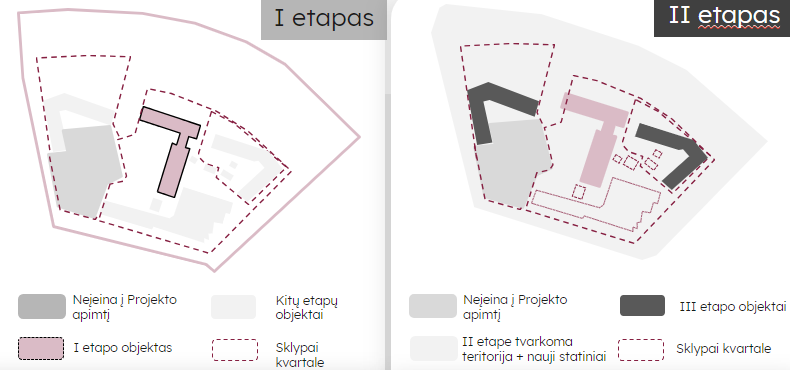 I etapas
Neįeina į Projekto
apimtį
Kitų etapų
objektai
I etapo objektas
Sklypai
kvartale
II etapas
Neįeina į Projekto
apimtį
III etapo objektai
II etape tvarkoma
teritorija + nauji statiniai
Sklypai kvartale